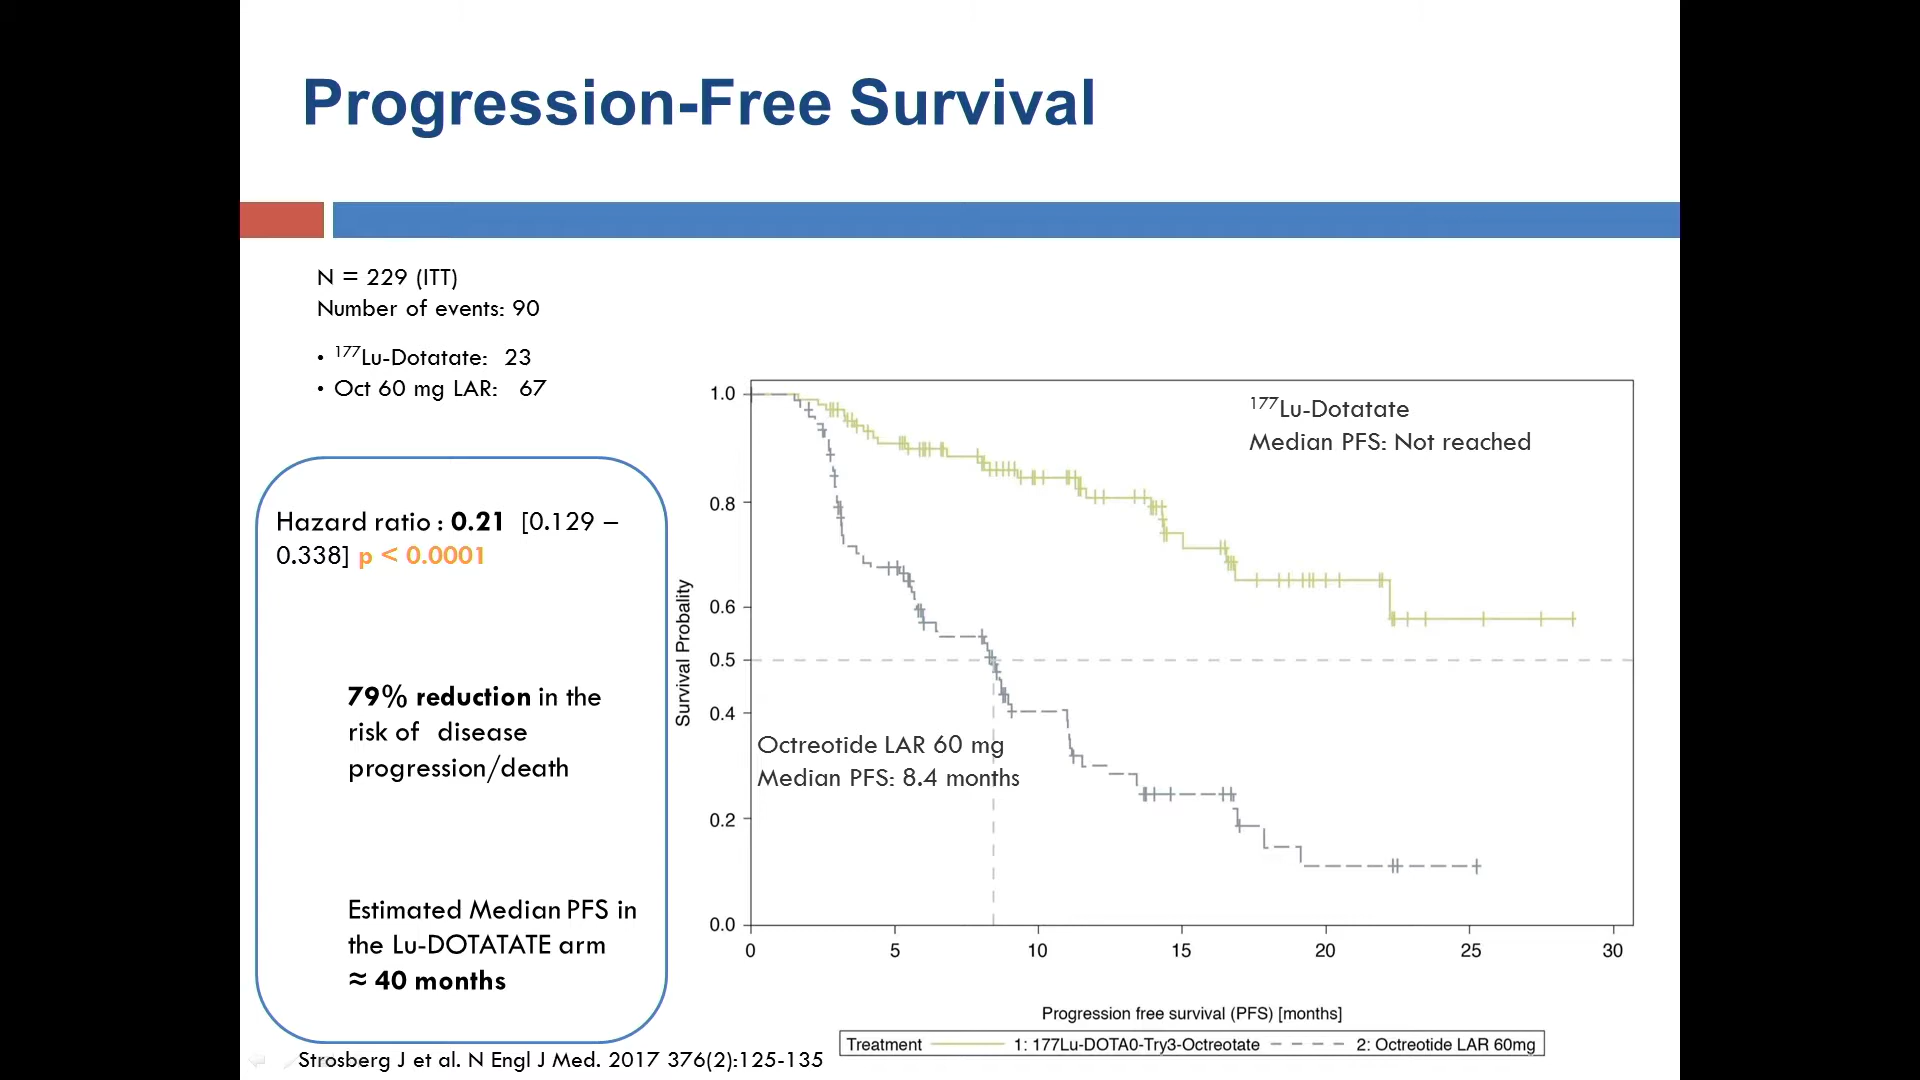 Progression-Free Survival
N = 229 (ITT)
Number of events: 90
• ¹⁷⁷Lu-Dotatate: 23
• Oct 60 mg LAR: 67
Hazard ratio : 0.21 [0.129 –
0.338] p < 0.0001
79% reduction in the
risk of disease
progression/death
Estimated Median PFS in
the Lu-DOTATATE arm
≈ 40 months
Survival Probality
1.0
0.8
0.6
0.5
0.4
0.2
0.0
¹⁷⁷Lu-Dotatate
Median PFS: Not reached
Octreotide LAR 60 mg
Median PFS: 8.4 months
0 5 10 15 20 25 30
Progression free survival (PFS) [months]
Treatment 1: 177Lu-DOTA0-Try3-Octreotate 2: Octreotide LAR 60mg
Strosberg J et al. N Engl J Med. 2017 376(2):125-135